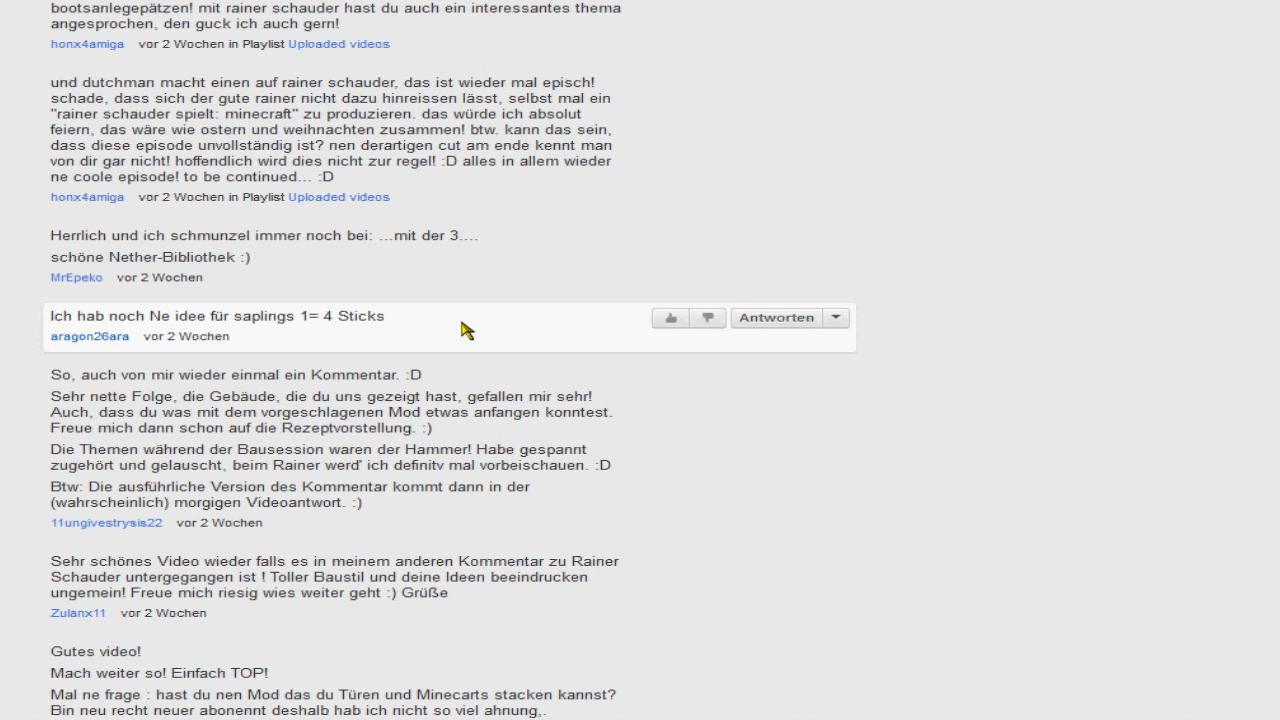 bootsanlegepätzen! mit rainer schauder hast du auch ein interessantes thema
angesprochen, den guck ich auch gern!
honx4amiga vor 2 Wochen in Playlist Uploaded videos
und dutchman macht einen auf rainer schauder, das ist wieder mal episch!
schade, dass sich der gute rainer nicht dazu hinreissen lässt, selbst mal ein
"rainer schauder spielt: minecraft" zu produzieren. das würde ich absolut
feiern, das wäre wie ostern und weihnachten zusammen! btw. kann das sein,
dass diese episode unvollständig ist? nen derartigen cut am ende kennt man
von dir gar nicht! hoffendlich wird dies nicht zur regel! :D alles in allem wieder
ne coole episode! to be continued... :D
honx4amiga vor 2 Wochen in Playlist Uploaded videos
Herrlich und ich schmunzel immer noch bei: ...mit der 3....
schöne Nether-Bibliothek :)
MrEpeko vor 2 Wochen
Ich hab noch Ne idee für saplings 1= 4 Sticks
Antworten
aragon26ara vor 2 Wochen
So, auch von mir wieder einmal ein Kommentar. :D
Sehr nette Folge, die Gebäude, die du uns gezeigt hast, gefallen mir sehr!
Auch, dass du was mit dem vorgeschlagenen Mod etwas anfangen konntest.
Freue mich dann schon auf die Rezeptvorstellung. :)
Die Themen während der Bausession waren der Hammer! Habe gespannt
zugehört und gelauscht, beim Rainer werd' ich definitv mal vorbeischauen. :D
Btw: Die ausführliche Version des Kommentar kommt dann in der
(wahrscheinlich) morgigen Videoantwort. :)
11ungivestrysis22 vor 2 Wochen
Sehr schönes Video wieder falls es in meinem anderen Kommentar zu Rainer
Schauder untergegangen ist ! Toller Baustil und deine Ideen beeindrucken
ungemein! Freue mich riesig wies weiter geht :) Grüße
Zulanx11 vor 2 Wochen
Gutes video!
Mach weiter so! Einfach TOP!
Mal ne frage : hast du nen Mod das du Türen und Minecarts stacken kannst?
Bin neu recht neuer abonennt deshalb hab ich nicht so viel ahnung,.